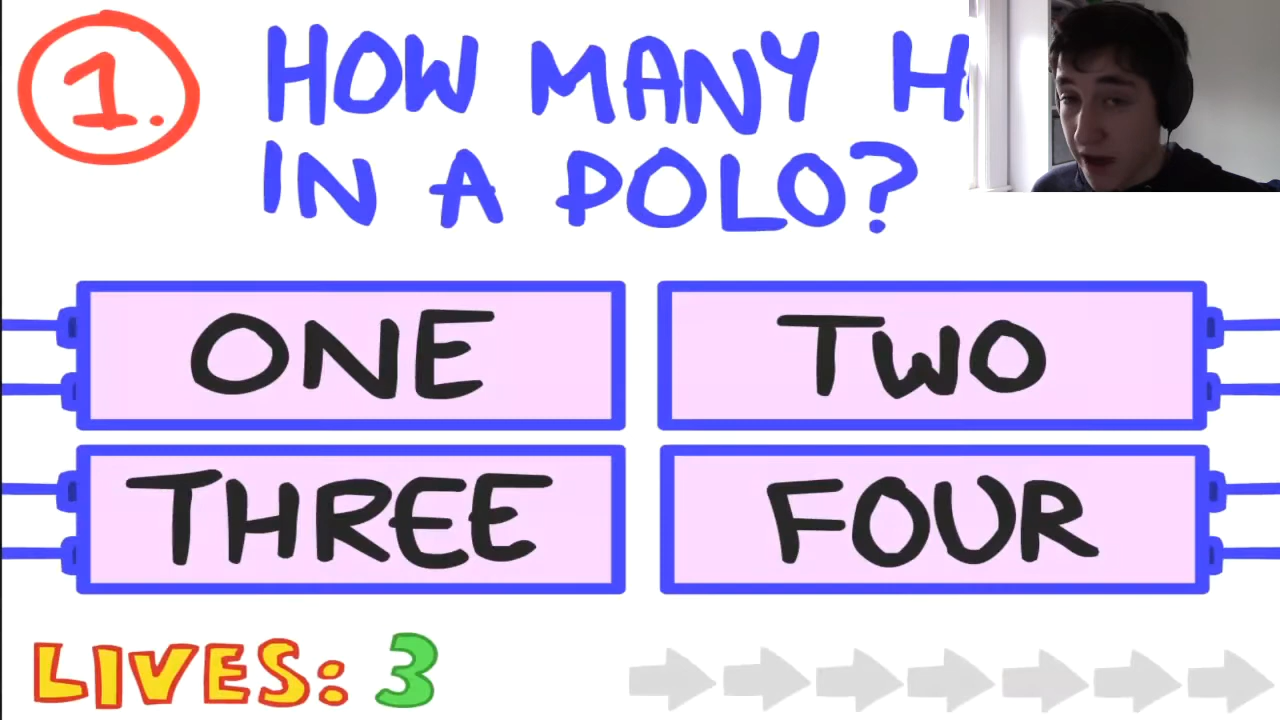 1.
HOW MANY
IN A POLO?
ONE
TWO
THREE
FOUR
LIVES: 3